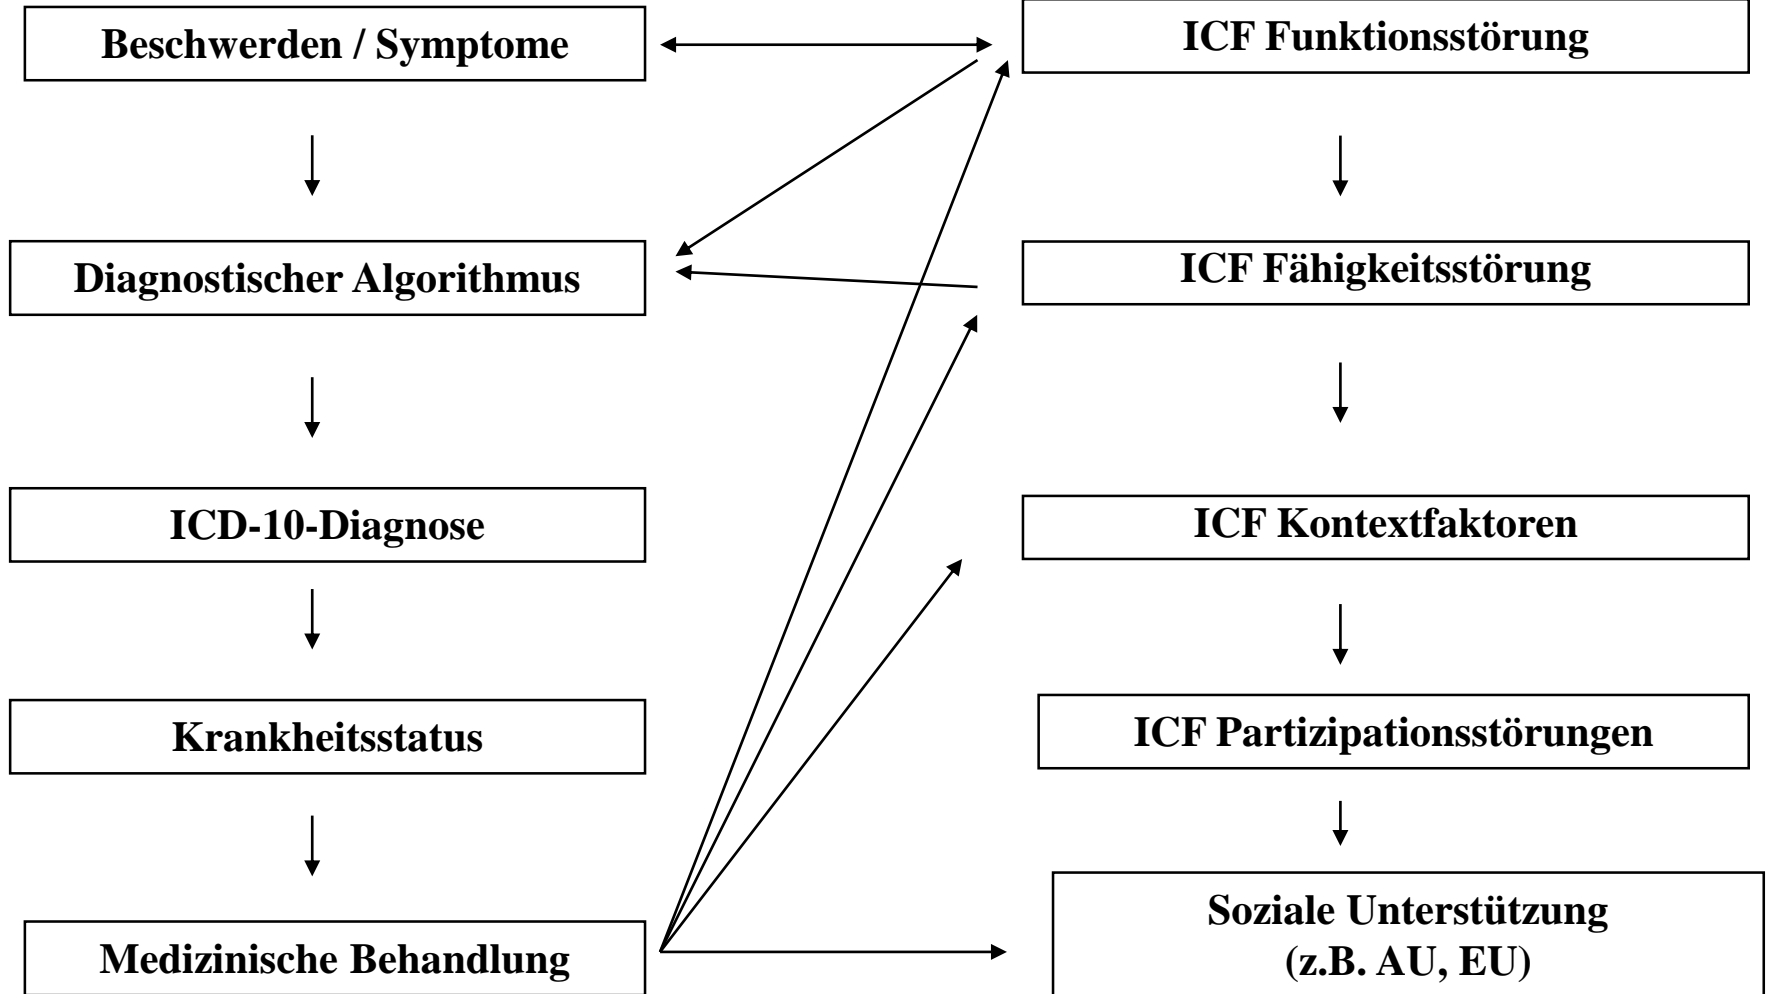 Beschwerden / Symptome
ICF Funktionsstörung
Diagnostischer Algorithmus
ICF Fähigkeitsstörung
ICD-10-Diagnose
ICF Kontextfaktoren
Krankheitsstatus
ICF Partizipationsstörungen
Medizinische Behandlung
Soziale Unterstützung
(z.B. AU, EU)